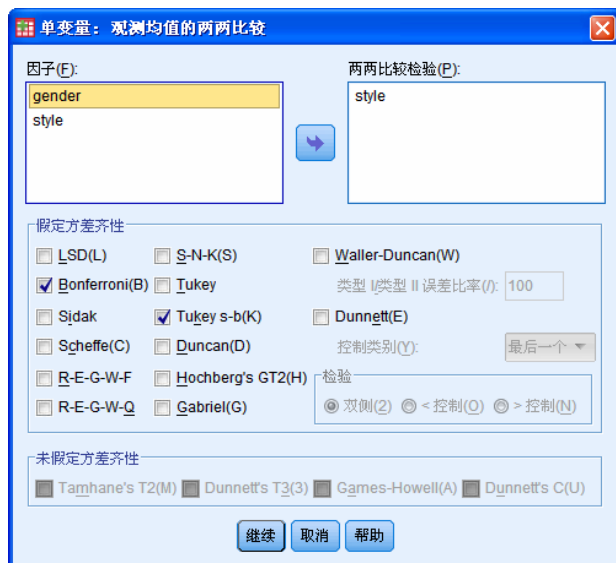 单变量：观测均值的两两比较
因子(F):
两两比较检验(P):
gender
style
style
假定方差齐性
LSD(L) S-N-K(S) Waller-Duncan(W)
Bonferroni(B) Tukey 类型 I/类型 II 误差比率(/): 100
Sidak Tukey s-b(K) Dunnett(E)
Scheffe(C) Duncan(D) 控制类别(Y): 最后一个
R-E-G-W-F Hochberg's GT2(H) 检验
R-E-G-W-Q Gabriel(G) 双侧(2) < 控制(O) > 控制(N)
未假定方差齐性
Tamhane's T2(M) Dunnett's T3(3) Games-Howell(A) Dunnett's C(U)
继续 取消 帮助